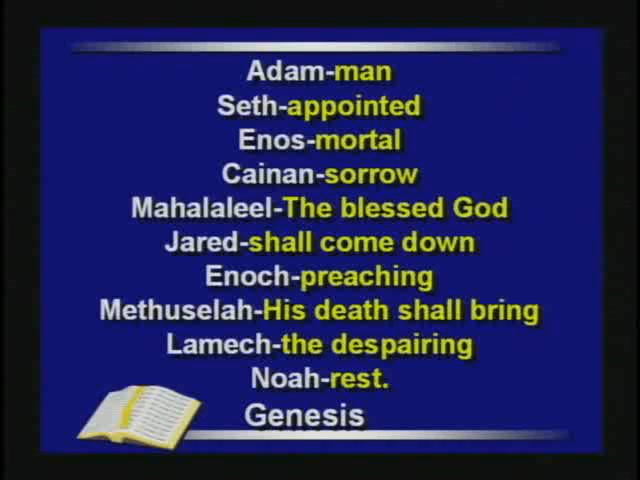 Adam-man
Seth-appointed
Enos-mortal
Cainan-sorrow
Mahalaleel-The blessed God
Jared-shall come down
Enoch-preaching
Methuselah-His death shall bring
Lamech-the despairing
Noah-rest.
Genesis